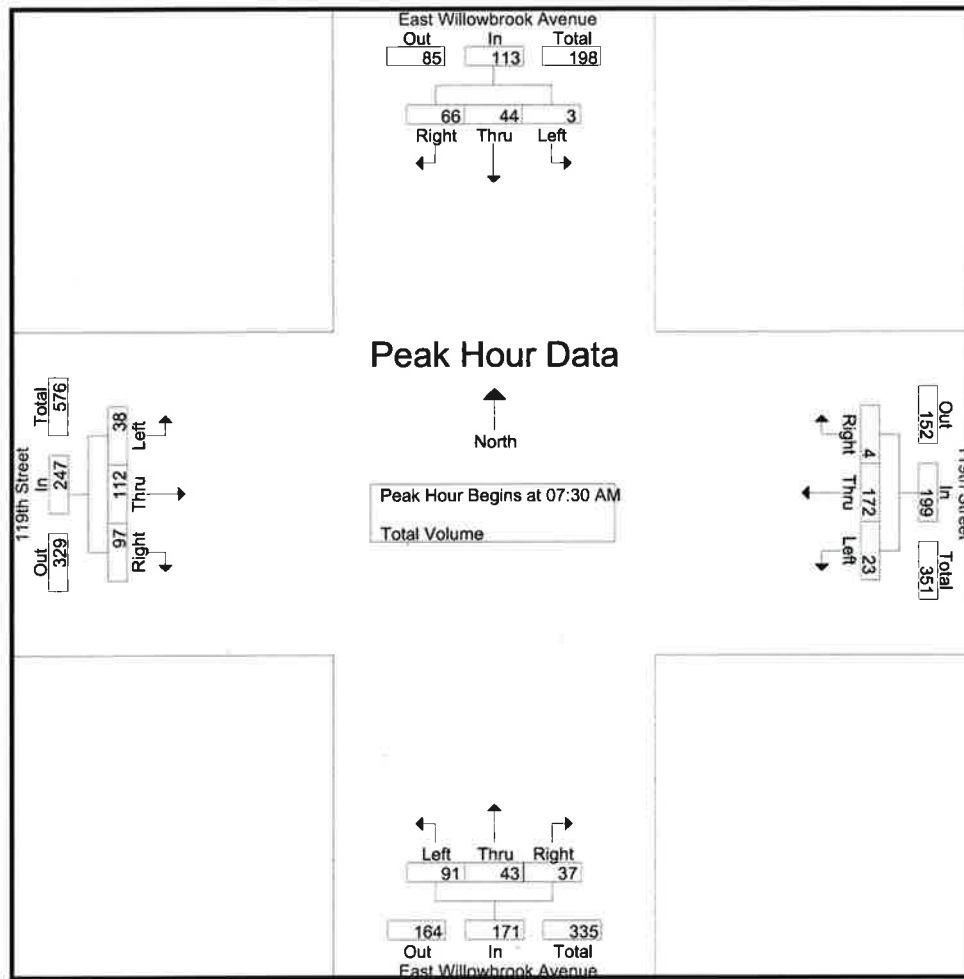 East Willowbrook Avenue
Out In Total
85 113 198
66 44 3
Right Thru Left
Peak Hour Data
North
Peak Hour Begins at 07:30 AM
Total Volume
119th Street
Total In Out
576 247 329
38 112 97
Left Thru Right
Right Thru Left
4 172 23
Out In Total
152 199 351
119th Street
Left Thru Right
91 43 37
164 171 335
Out In Total
East Willowbrook Avenue